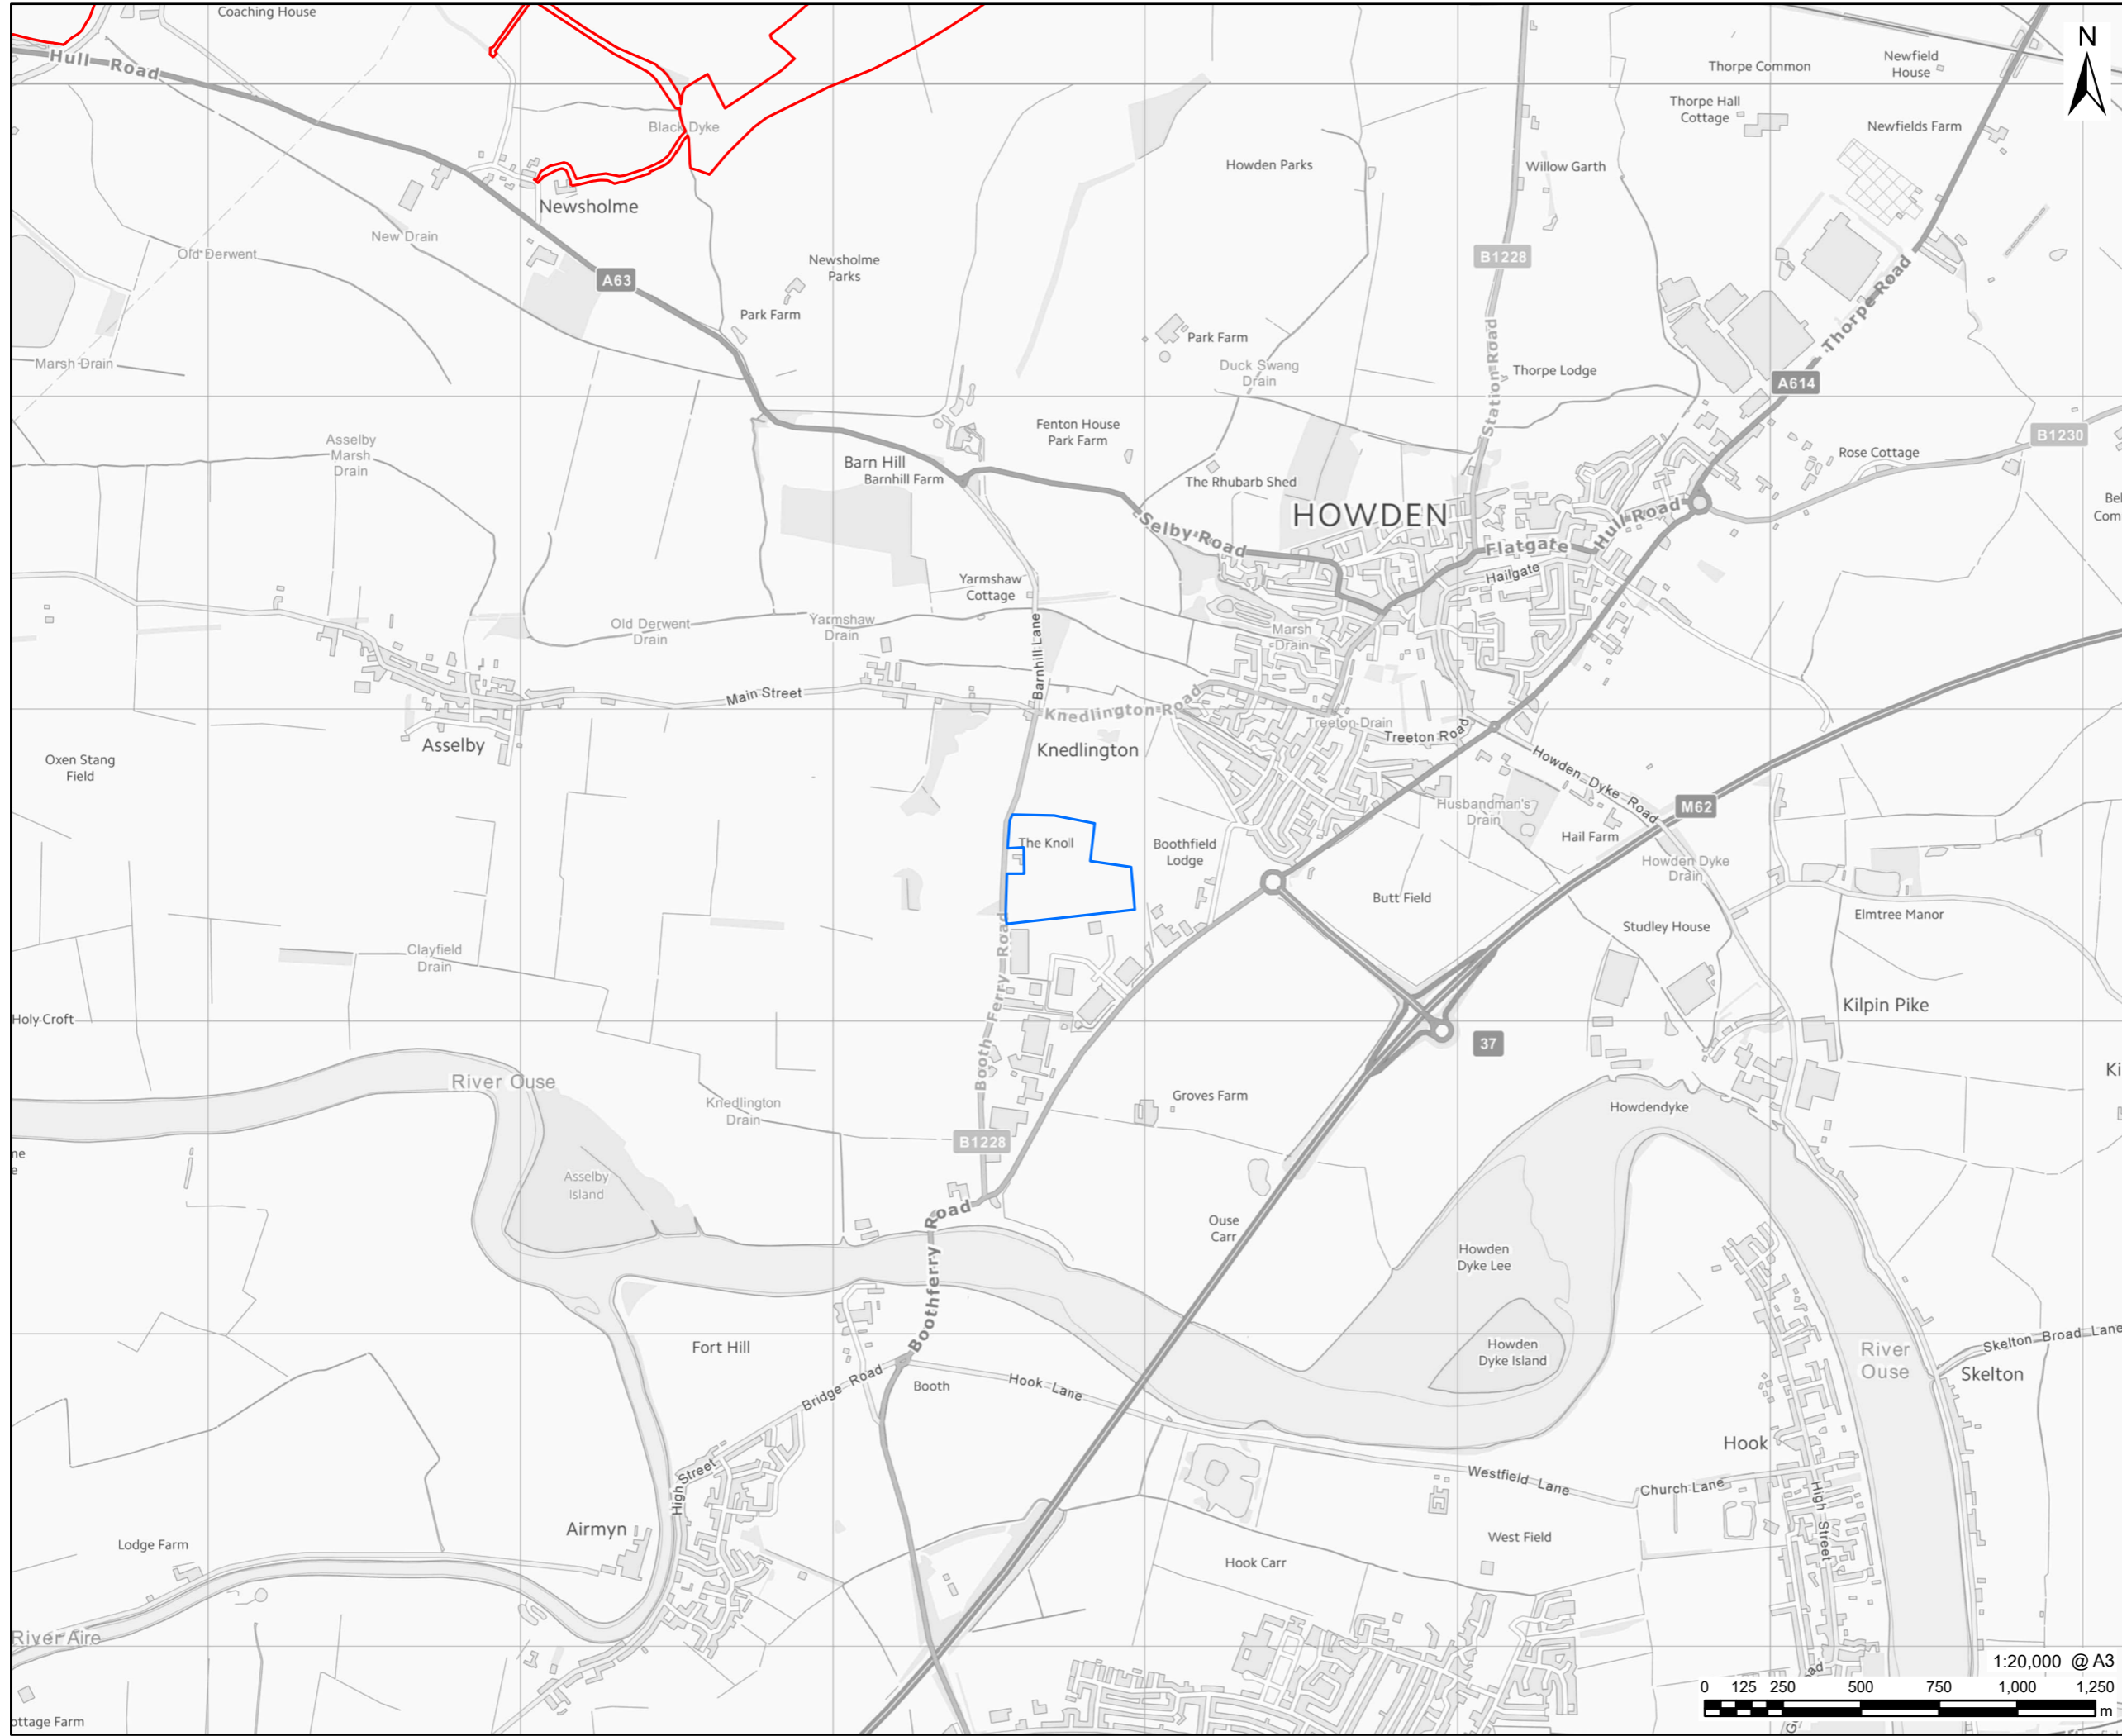 Coaching House
Hull Road
Thorpe Common
Newfield
House
N
Thorpe Hall
Cottage
Newfields Farm
Black Dyke
Howden Parks
Willow Garth
Newsholme
New Drain
Old Derwent
B1228
Newsholme
Parks
A63
Park Farm
Park Farm
Thorpe Road
Marsh Drain
Duck Swang
Drain
Station Road
Thorpe Lodge
A614
Fenton House
Park Farm
B1230
Asselby
Marsh
Drain
Barn Hill
Barnhill Farm
Rose Cottage
The Rhubarb Shed
Bel
Com
HOWDEN
Selby Road
Hull Road
Flatgate
Hailgate
Yarmshaw
Cottage
Old Derwent
Drain
Yarmshaw
Drain
Marsh
Drain
Barnhill Lane
Main Street
Knedlington Road
Treeton Drain
Treeton Road
Asselby
Knedlington
Oxen Stang
Field
Howden Dyke Road
M62
Husbandman's
Drain
Hail Farm
The Knoll
Boothfield
Lodge
Howden Dyke
Drain
Butt Field
Elmtree Manor
Studley House
Clayfield
Drain
Booth Ferry Road
Kilpin Pike
Holy Croft
37
Ki
River Ouse
Groves Farm
Knedlington
Drain
Howdendyke
B1228
ne
e
Asselby
Island
Boothferry Road
Ouse
Carr
Howden
Dyke Lee
Fort Hill
Howden
Dyke Island
River
Ouse
Skelton Broad Lane
Skelton
Bridge Road
Booth
Hook Lane
Hook
High Street
Westfield Lane
Church Lane
High Street
Airmyn
Lodge Farm
West Field
Hook Carr
River Aire
ad
G
ottage Farm
1:20,000 @ A3
0 125 250 500 750 1,000 1,250
m